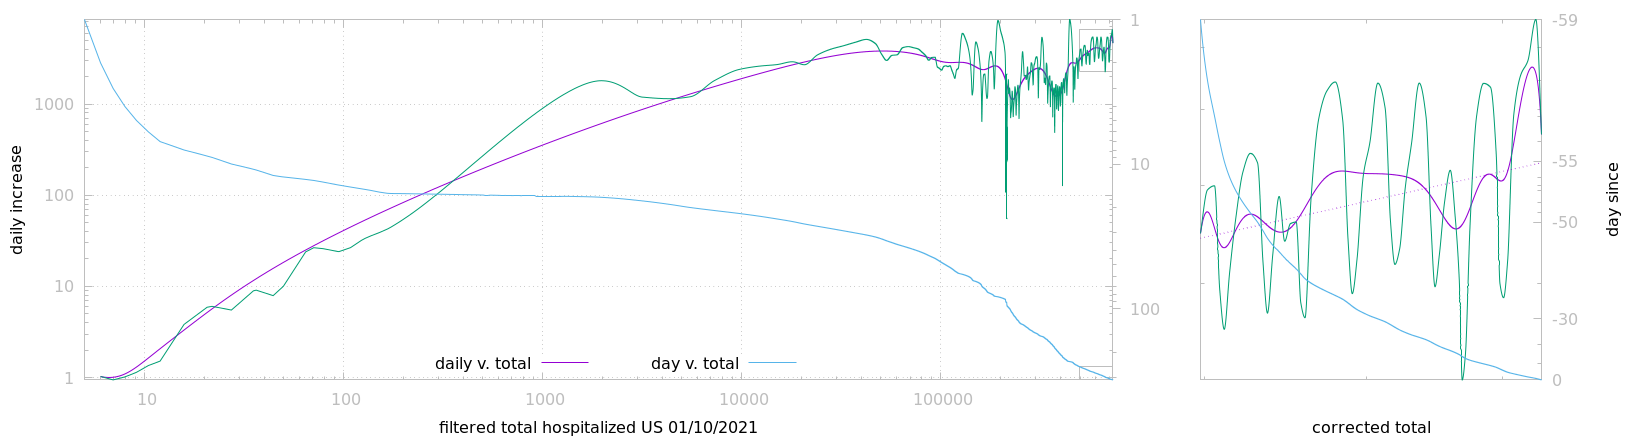 daily increase
1000
100
10
1
10
100
1000
10000
100000
1
10
100
daily v. total
day v. total
filtered total hospitalized US 01/10/2021
-59
-55
-50
-30
0
day since
corrected total